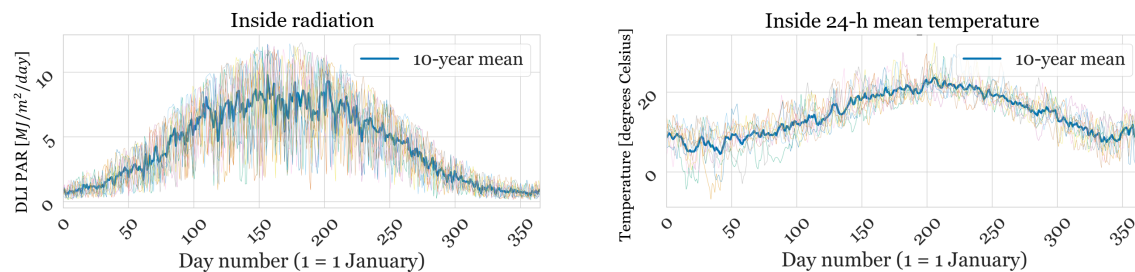 Inside radiation
10-year mean
DLI PAR [MJ/m²/day]
0
5
10
0
50
100
150
200
250
300
350
Day number (1 = 1 January)
Inside 24-h mean temperature
10-year mean
Temperature [degrees Celsius]
0
20
0
50
100
150
200
250
300
350
Day number (1 = 1 January)